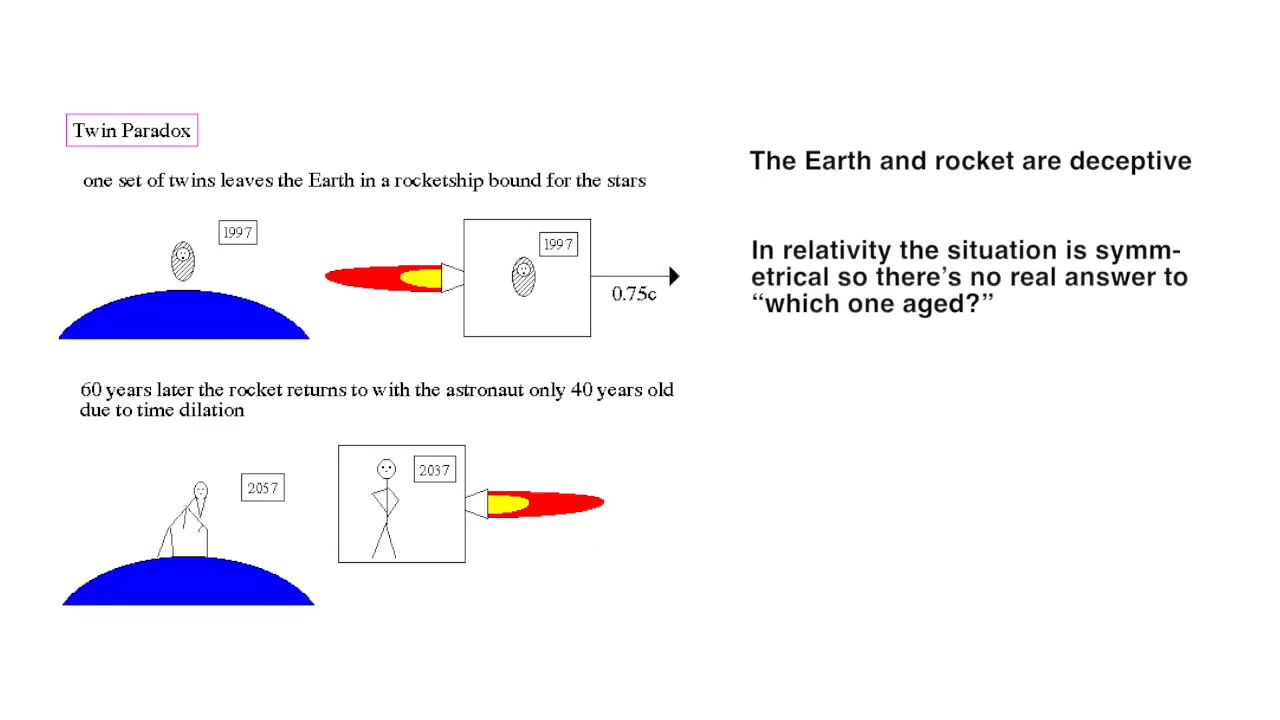 Twin Paradox
one set of twins leaves the Earth in a rocketship bound for the stars
1997
1997
0.75c
60 years later the rocket returns to with the astronaut only 40 years old
due to time dilation
2057
2037
The Earth and rocket are deceptive
In relativity the situation is symm-
etrical so there's no real answer to
“which one aged?”